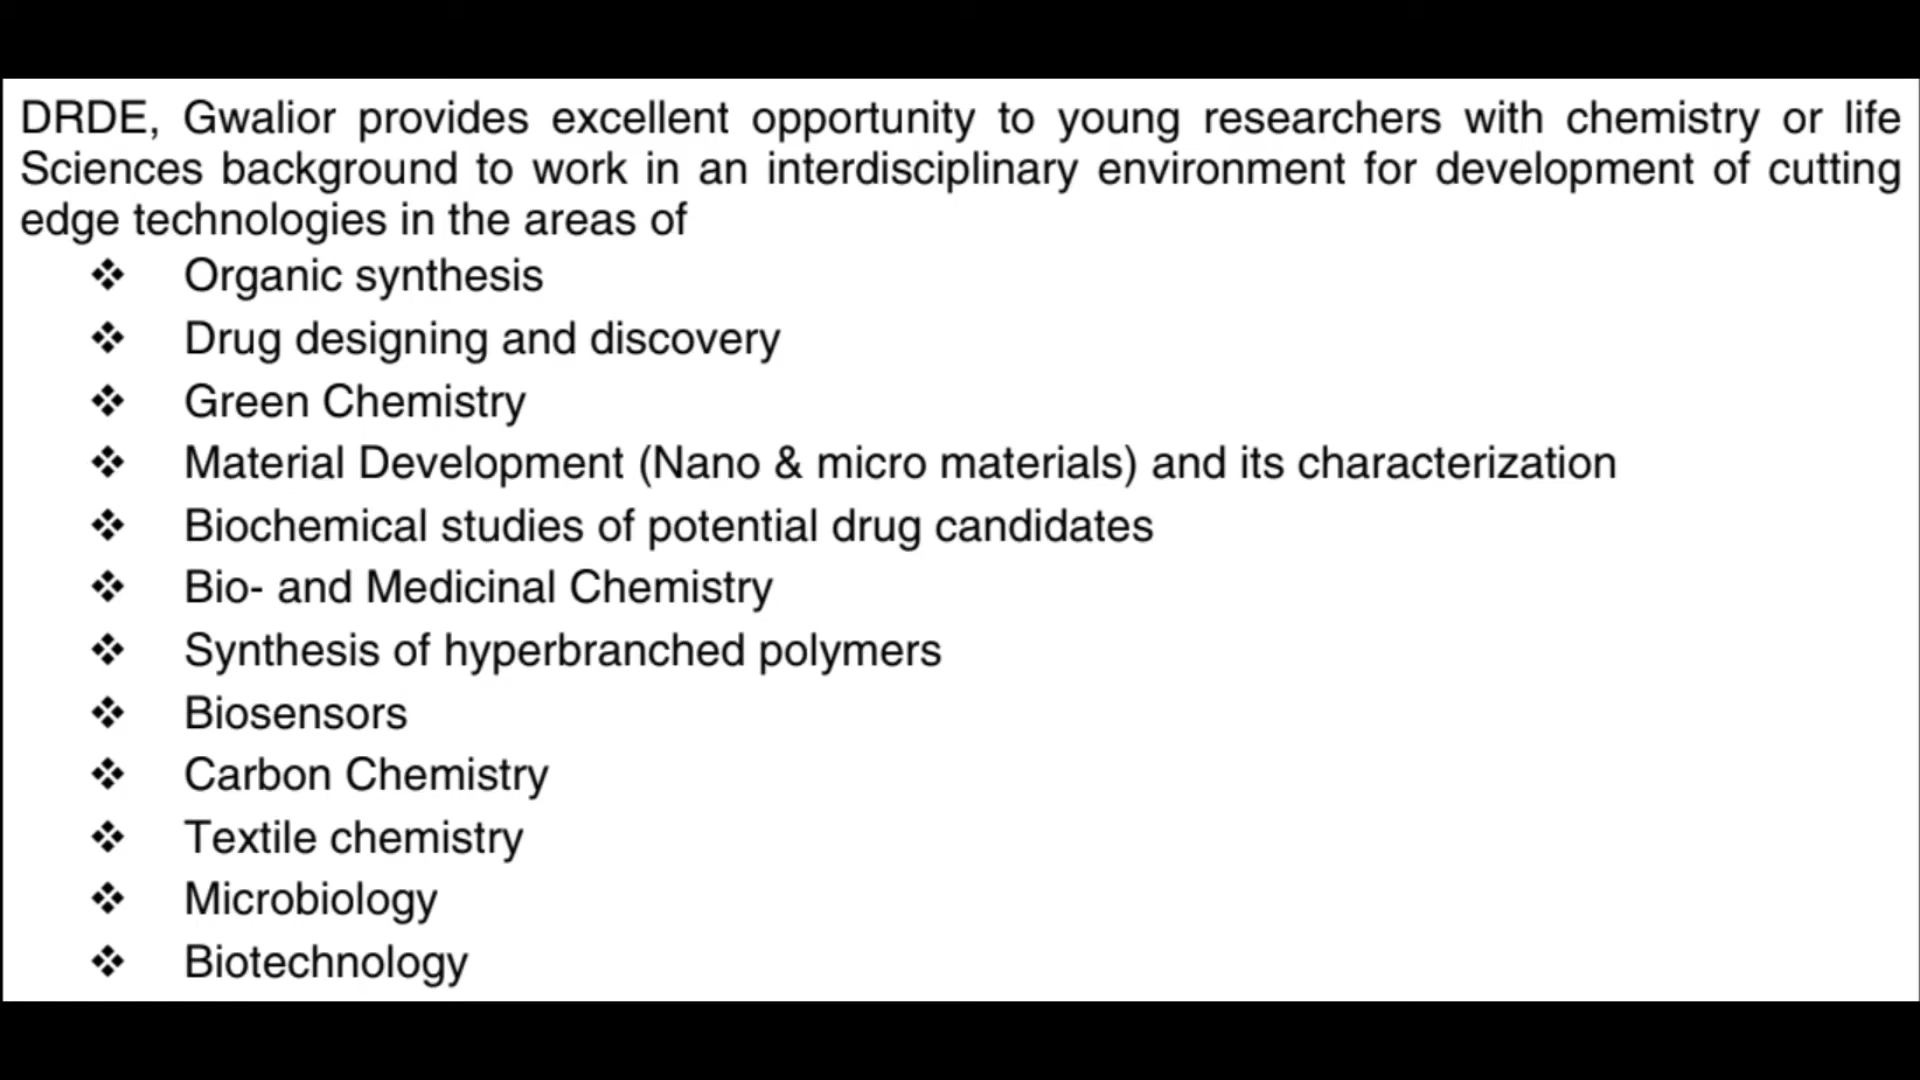 DRDE, Gwalior provides excellent opportunity to young researchers with chemistry or life
Sciences background to work in an interdisciplinary environment for development of cutting
edge technologies in the areas of
❖ Organic synthesis
❖ Drug designing and discovery
❖ Green Chemistry
❖ Material Development (Nano & micro materials) and its characterization
❖ Biochemical studies of potential drug candidates
❖ Bio- and Medicinal Chemistry
❖ Synthesis of hyperbranched polymers
❖ Biosensors
❖ Carbon Chemistry
❖ Textile chemistry
❖ Microbiology
❖ Biotechnology